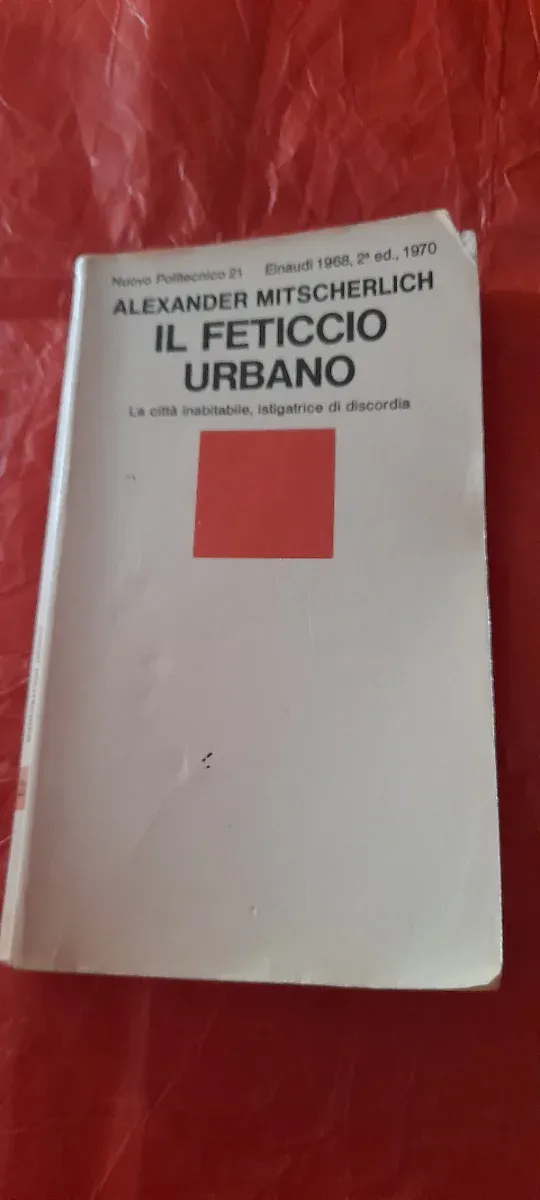 Nuovo Politecnico 21 Einaudi 1968, 2ª ed., 1970
ALEXANDER MITSCHERLICH
IL FETICCIO
URBANO
La città inabitabile, istigatrice di discordia